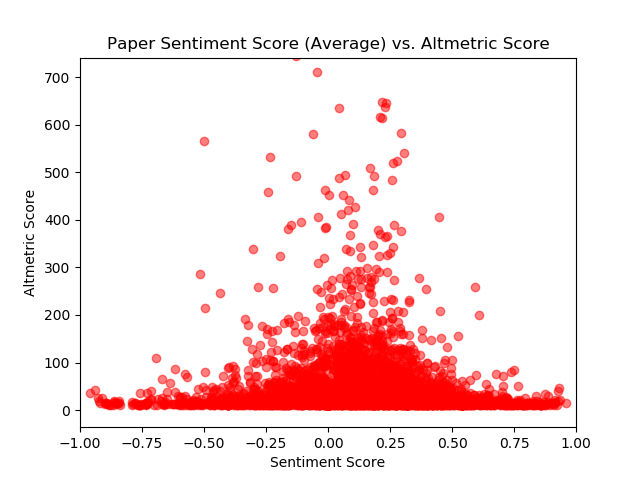 Paper Sentiment Score (Average) vs. Altmetric Score
700
600
500
400
300
200
100
0
Altmetric Score
−1.00 −0.75 −0.50 −0.25 0.00 0.25 0.50 0.75 1.00
Sentiment Score